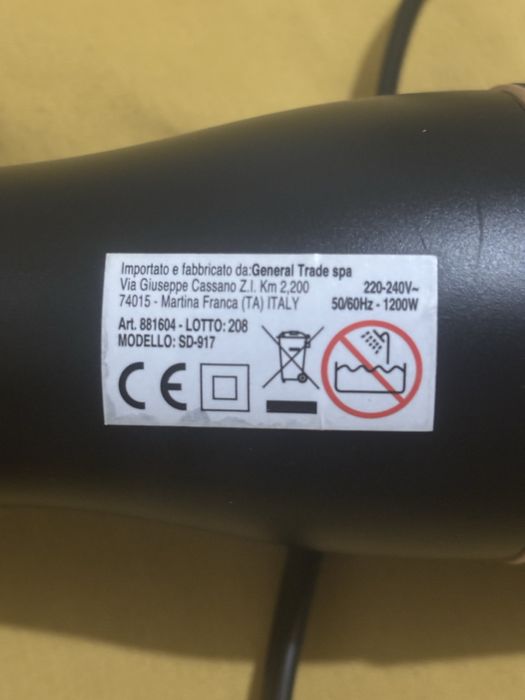 Importato e fabbricato da:General Trade spa
Via Giuseppe Cassano Z.I. Km 2,200
74015 - Martina Franca (TA) ITALY
220-240V~
50/60Hz - 1200W
Art. 881604 - LOTTO: 208
MODELLO: SD-917
CE